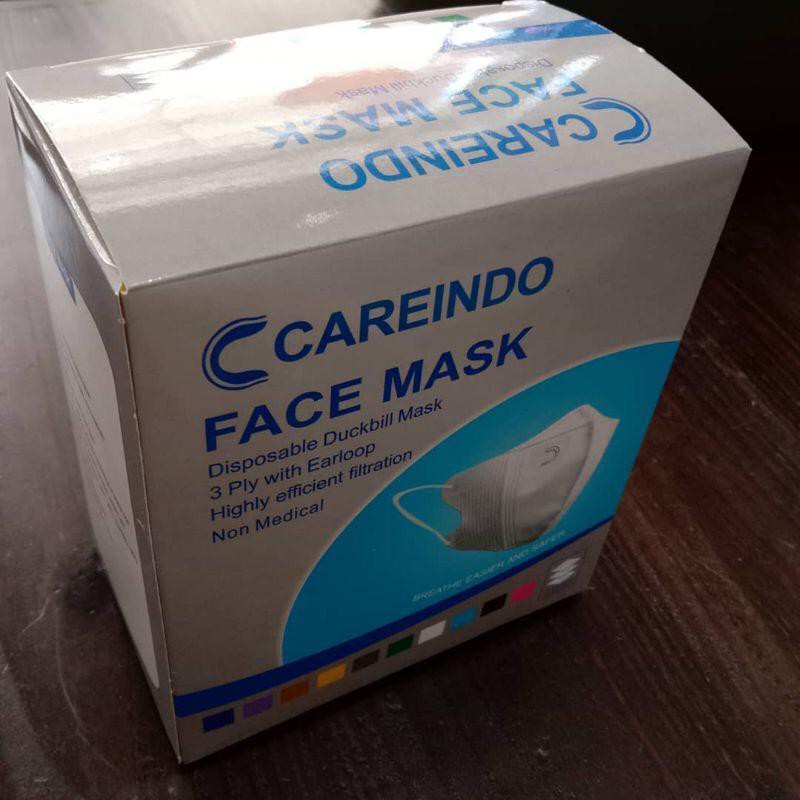 CAREINDO
FACE MASK
Disposable Duckbill Mask
CAREINDO
FACE MASK
Disposable Duckbill Mask
3 Ply with Earloop
Highly efficient filtration
Non Medical
BREATHE EASIER AND SAFER